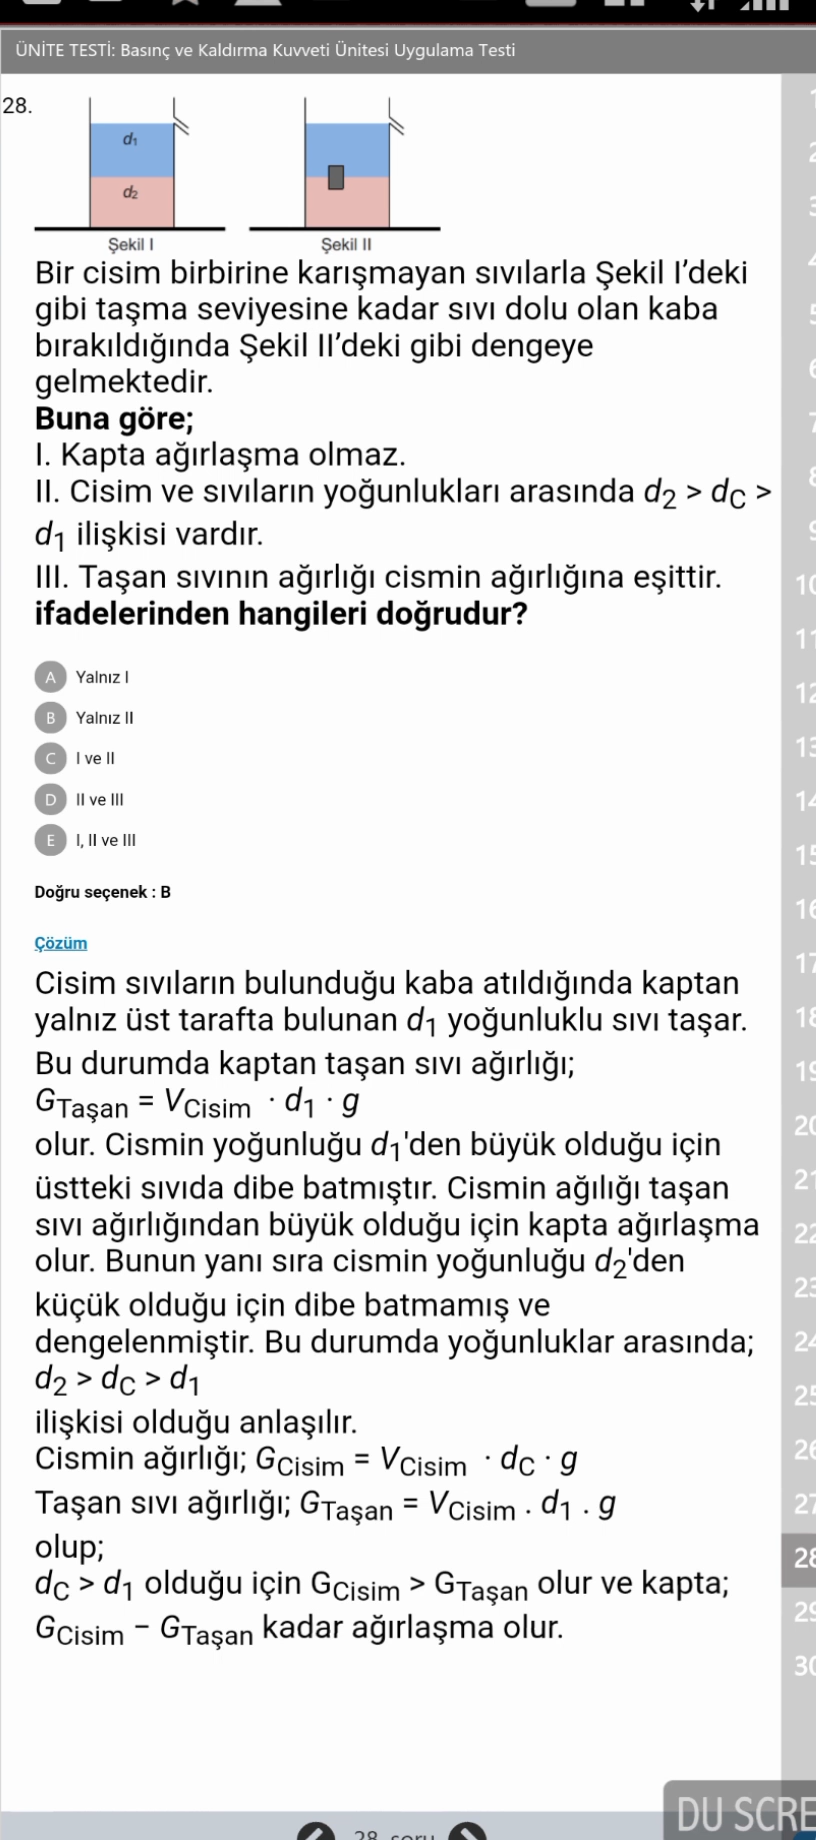 ÜNİTE TESTİ: Basınç ve Kaldırma Kuvveti Ünitesi Uygulama Testi
28.
d1
d2
Şekil I
Şekil II
Bir cisim birbirine karışmayan sıvılarla Şekil I'deki
gibi taşma seviyesine kadar sıvı dolu olan kaba
bırakıldığında Şekil II'deki gibi dengeye
gelmektedir.
Buna göre;
I. Kapta ağırlaşma olmaz.
II. Cisim ve sıvıların yoğunlukları arasında d2 > dC >
d1 ilişkisi vardır.
III. Taşan sıvının ağırlığı cismin ağırlığına eşittir.
ifadelerinden hangileri doğrudur?
A Yalnız I
B Yalnız II
C I ve II
D II ve III
E I, II ve III
Doğru seçenek : B
Çözüm
Cisim sıvıların bulunduğu kaba atıldığında kaptan
yalnız üst tarafta bulunan d1 yoğunluklu sıvı taşar.
Bu durumda kaptan taşan sıvı ağırlığı;
GTaşan = VCisim · d1 · g
olur. Cismin yoğunluğu d1'den büyük olduğu için
üstteki sıvıda dibe batmıştır. Cismin ağılığı taşan
sıvı ağırlığından büyük olduğu için kapta ağırlaşma
olur. Bunun yanı sıra cismin yoğunluğu d2'den
küçük olduğu için dibe batmamış ve
dengelenmiştir. Bu durumda yoğunluklar arasında;
d2 > dC > d1
ilişkisi olduğu anlaşılır.
Cismin ağırlığı; GCisim = VCisim · dC · g
Taşan sıvı ağırlığı; GTaşan = VCisim . d1 . g
olup;
dC > d1 olduğu için GCisim > GTaşan olur ve kapta;
GCisim − GTaşan kadar ağırlaşma olur.
28. soru
DU SCRE